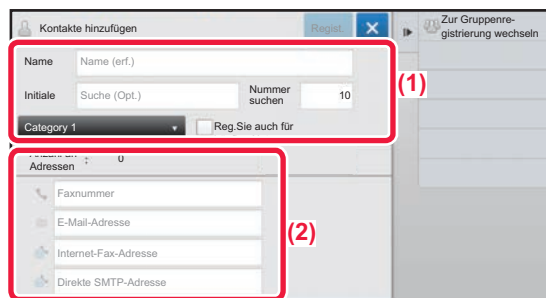 Kontakte hinzufügen
Regist.
Zur Gruppenre-
gistrierung wechseln
Name
Name (erf.)
(1)
Initiale
Suche (Opt.)
Nummer
suchen
10
Category 1
Reg.Sie auch für
Adressen
:
0
Faxnummer
(2)
E-Mail-Adresse
Internet-Fax-Adresse
Direkte SMTP-Adresse